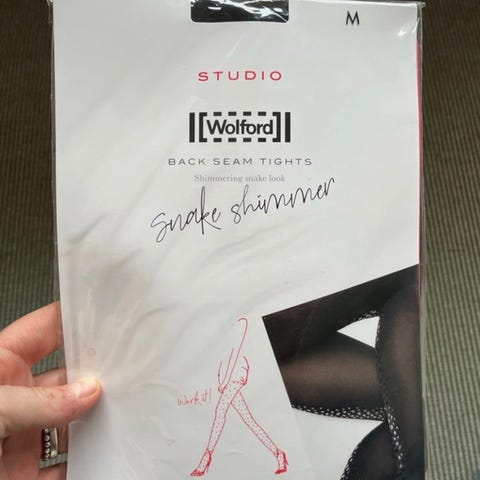 M
STUDIO
Wolford
BACK SEAM TIGHTS
Shimmering snake look
snake shimmer
Work it!